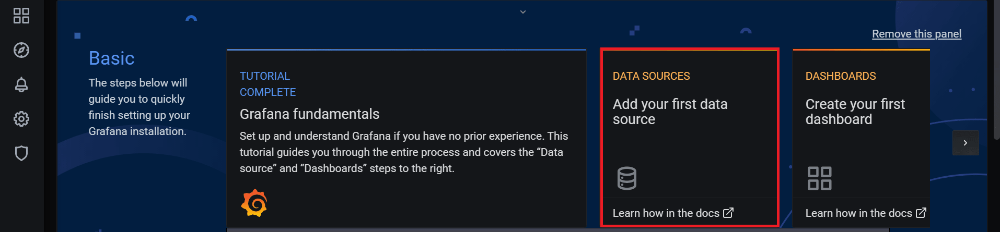 Remove this panel
Basic
The steps below will
guide you to quickly
finish setting up your
Grafana installation.
TUTORIAL
COMPLETE
Grafana fundamentals
Set up and understand Grafana if you have no prior experience. This
tutorial guides you through the entire process and covers the “Data
source” and “Dashboards” steps to the right.
DATA SOURCES
Add your first data
source
Learn how in the docs
DASHBOARDS
Create your first
dashboard
Learn how in the docs